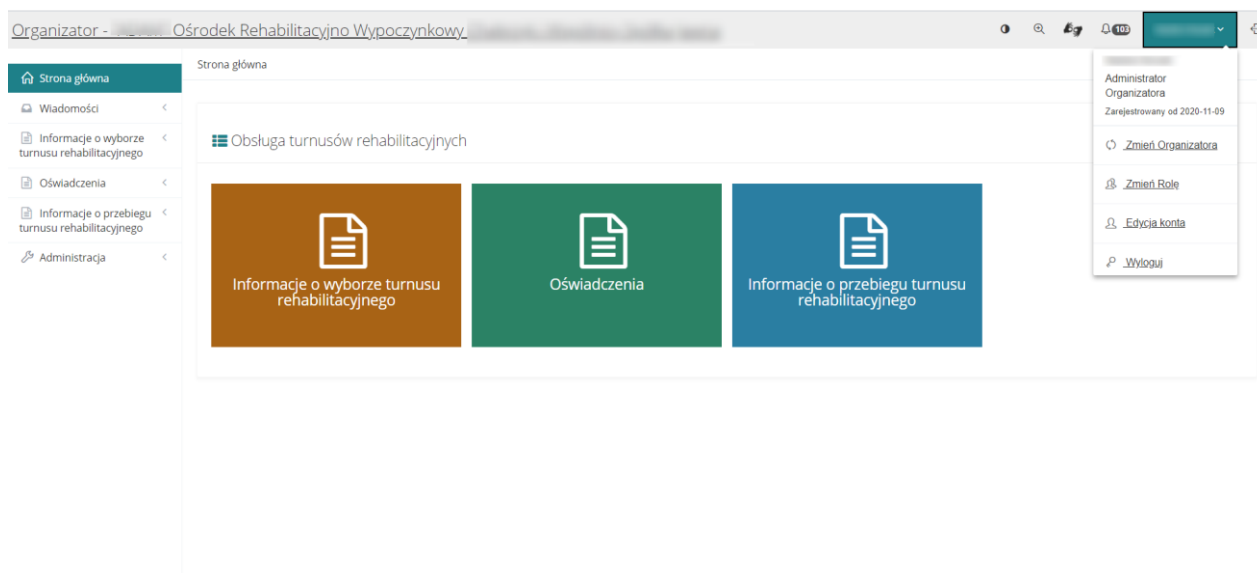 Organizator - Ośrodek Rehabilitacyjno Wypoczynkowy
103
Strona główna
Wiadomości
Informacje o wyborze
turnusu rehabilitacyjnego
Oświadczenia
Informacje o przebiegu
turnusu rehabilitacyjnego
Administracja
Strona główna
Obsługa turnusów rehabilitacyjnych
Informacje o wyborze turnusu
rehabilitacyjnego
Oświadczenia
Informacje o przebiegu turnusu
rehabilitacyjnego
Administrator
Organizatora
Zarejestrowany od 2020-11-09
Zmień Organizatora
Zmień Rolę
Edycja konta
Wyloguj